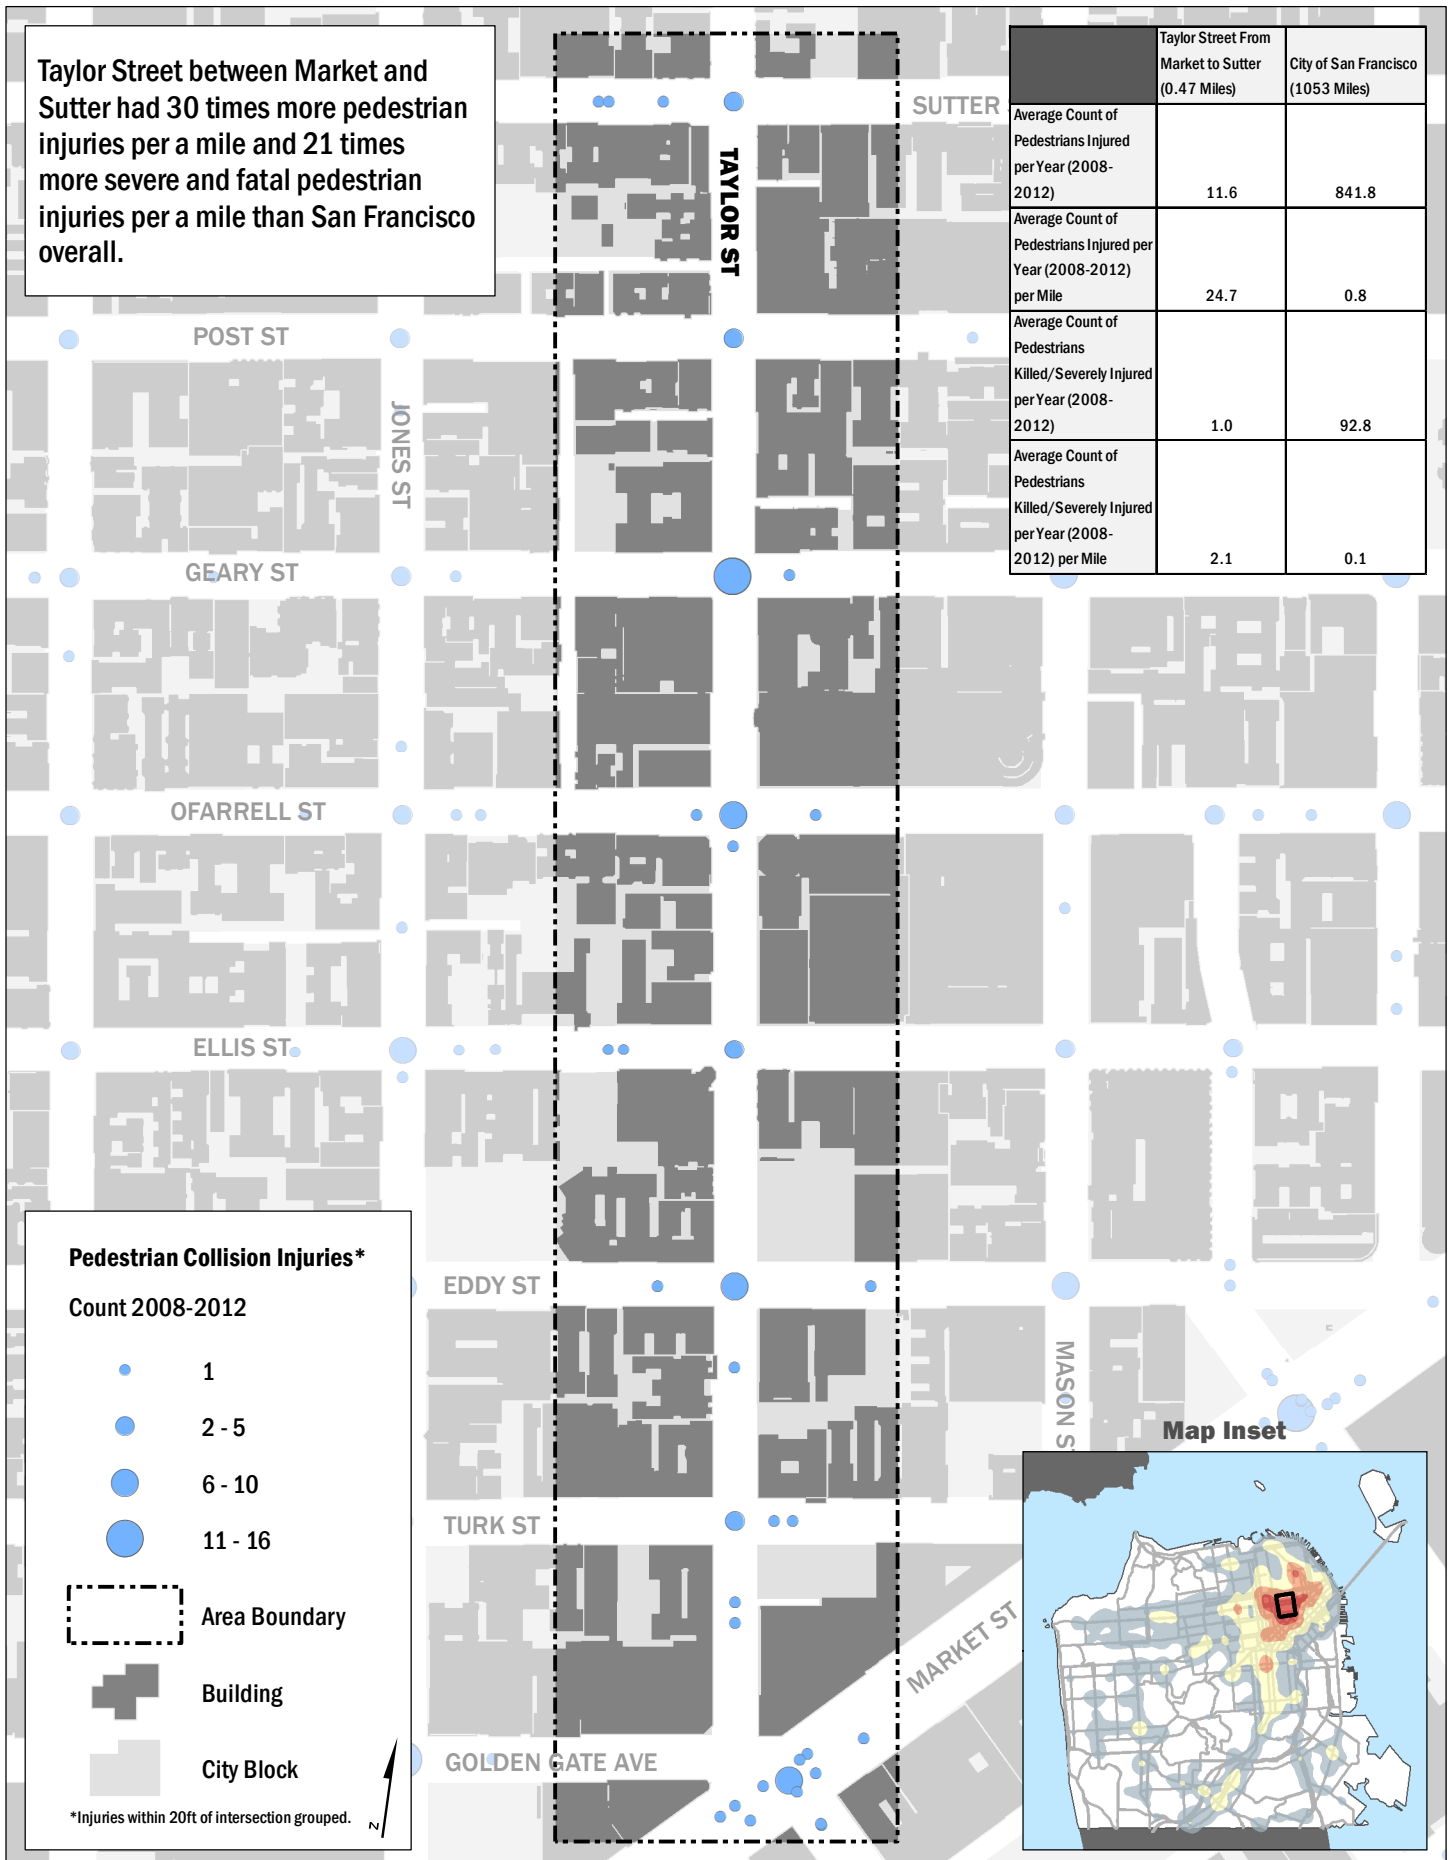 Taylor Street between Market and
Sutter had 30 times more pedestrian
injuries per a mile and 21 times
more severe and fatal pedestrian
injuries per a mile than San Francisco
overall.
Taylor Street From
Market to Sutter
(0.47 Miles)
City of San Francisco
(1053 Miles)
Average Count of
Pedestrians Injured
per Year (2008-
2012)
11.6
841.8
Average Count of
Pedestrians Injured per
Year (2008-2012)
per Mile
24.7
0.8
Average Count of
Pedestrians
Killed/Severely Injured
per Year (2008-
2012)
1.0
92.8
Average Count of
Pedestrians
Killed/Severely Injured
per Year (2008-
2012) per Mile
2.1
0.1
SUTTER
TAYLOR ST
POST ST
JONES ST
GEARY ST
OFARRELL ST
ELLIS ST
EDDY ST
MASON S
TURK ST
MARKET ST
GOLDEN GATE AVE
Pedestrian Collision Injuries*
Count 2008-2012
1
2 - 5
6 - 10
11 - 16
Area Boundary
Building
City Block
*Injuries within 20ft of intersection grouped.
z
Map Inset